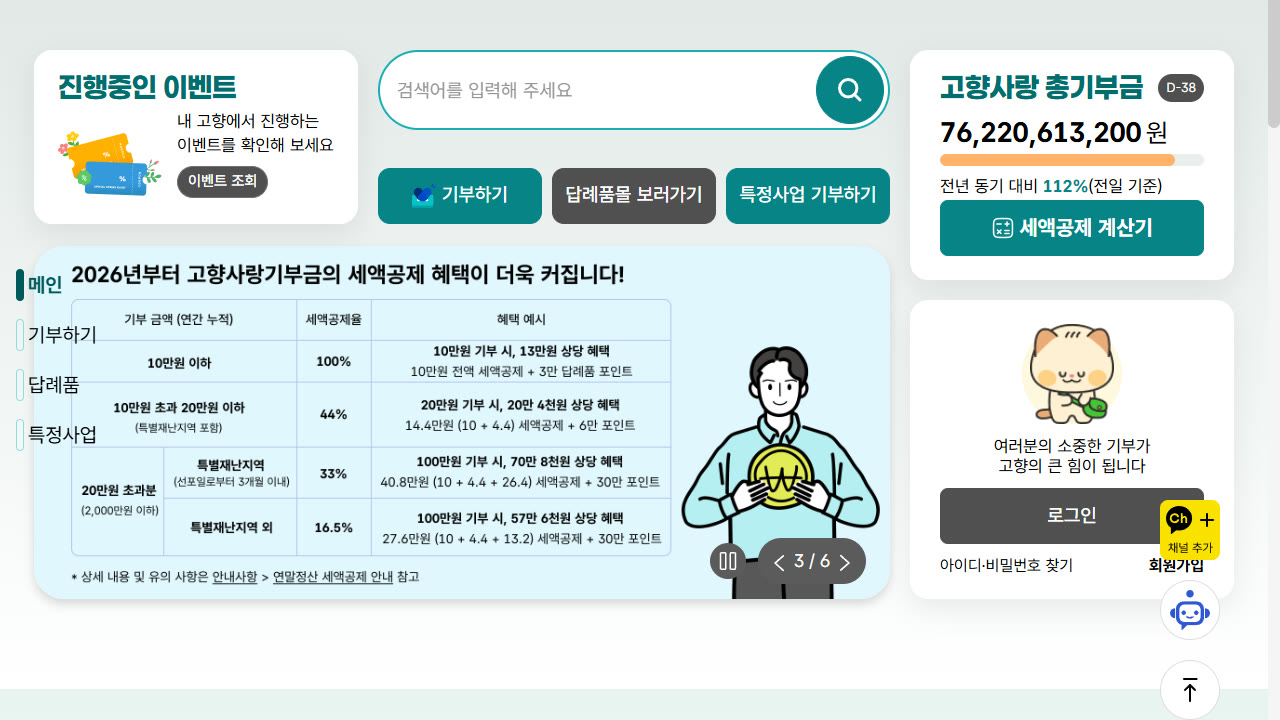 진행중인 이벤트
내 고향에서 진행하는
이벤트를 확인해 보세요
이벤트 조회
검색어를 입력해 주세요
기부하기
답례품몰 보러가기
특정사업 기부하기
고향사랑 총기부금
D-38
76,220,613,200 원
전년 동기 대비 112%(전일 기준)
세액공제 계산기
메인
기부하기
답례품
특정사업
2026년부터 고향사랑기부금의 세액공제 혜택이 더욱 커집니다!
기부 금액 (연간 누적)
세액공제율
혜택 예시
10만원 이하
100%
10만원 기부 시, 13만원 상당 혜택
10만원 전액 세액공제 + 3만 답례품 포인트
10만원 초과 20만원 이하
(특별재난지역 포함)
44%
20만원 기부 시, 20만 4천원 상당 혜택
14.4만원 (10 + 4.4) 세액공제 + 6만 포인트
20만원 초과분
(2,000만원 이하)
특별재난지역
(선포일로부터 3개월 이내)
33%
100만원 기부 시, 70만 8천원 상당 혜택
40.8만원 (10 + 4.4 + 26.4) 세액공제 + 30만 포인트
특별재난지역 외
16.5%
100만원 기부 시, 57만 6천원 상당 혜택
27.6만원 (10 + 4.4 + 13.2) 세액공제 + 30만 포인트
* 상세 내용 및 유의 사항은 안내사항 > 연말정산 세액공제 안내 참고
3 / 6
여러분의 소중한 기부가
고향의 큰 힘이 됩니다
로그인
아이디·비밀번호 찾기
회원가입
Ch +
채널 추가